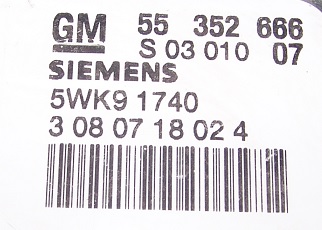 GM 55 352 666
S 03 010 07
SIEMENS
5WK9 1740
3 08 07 18 02 4